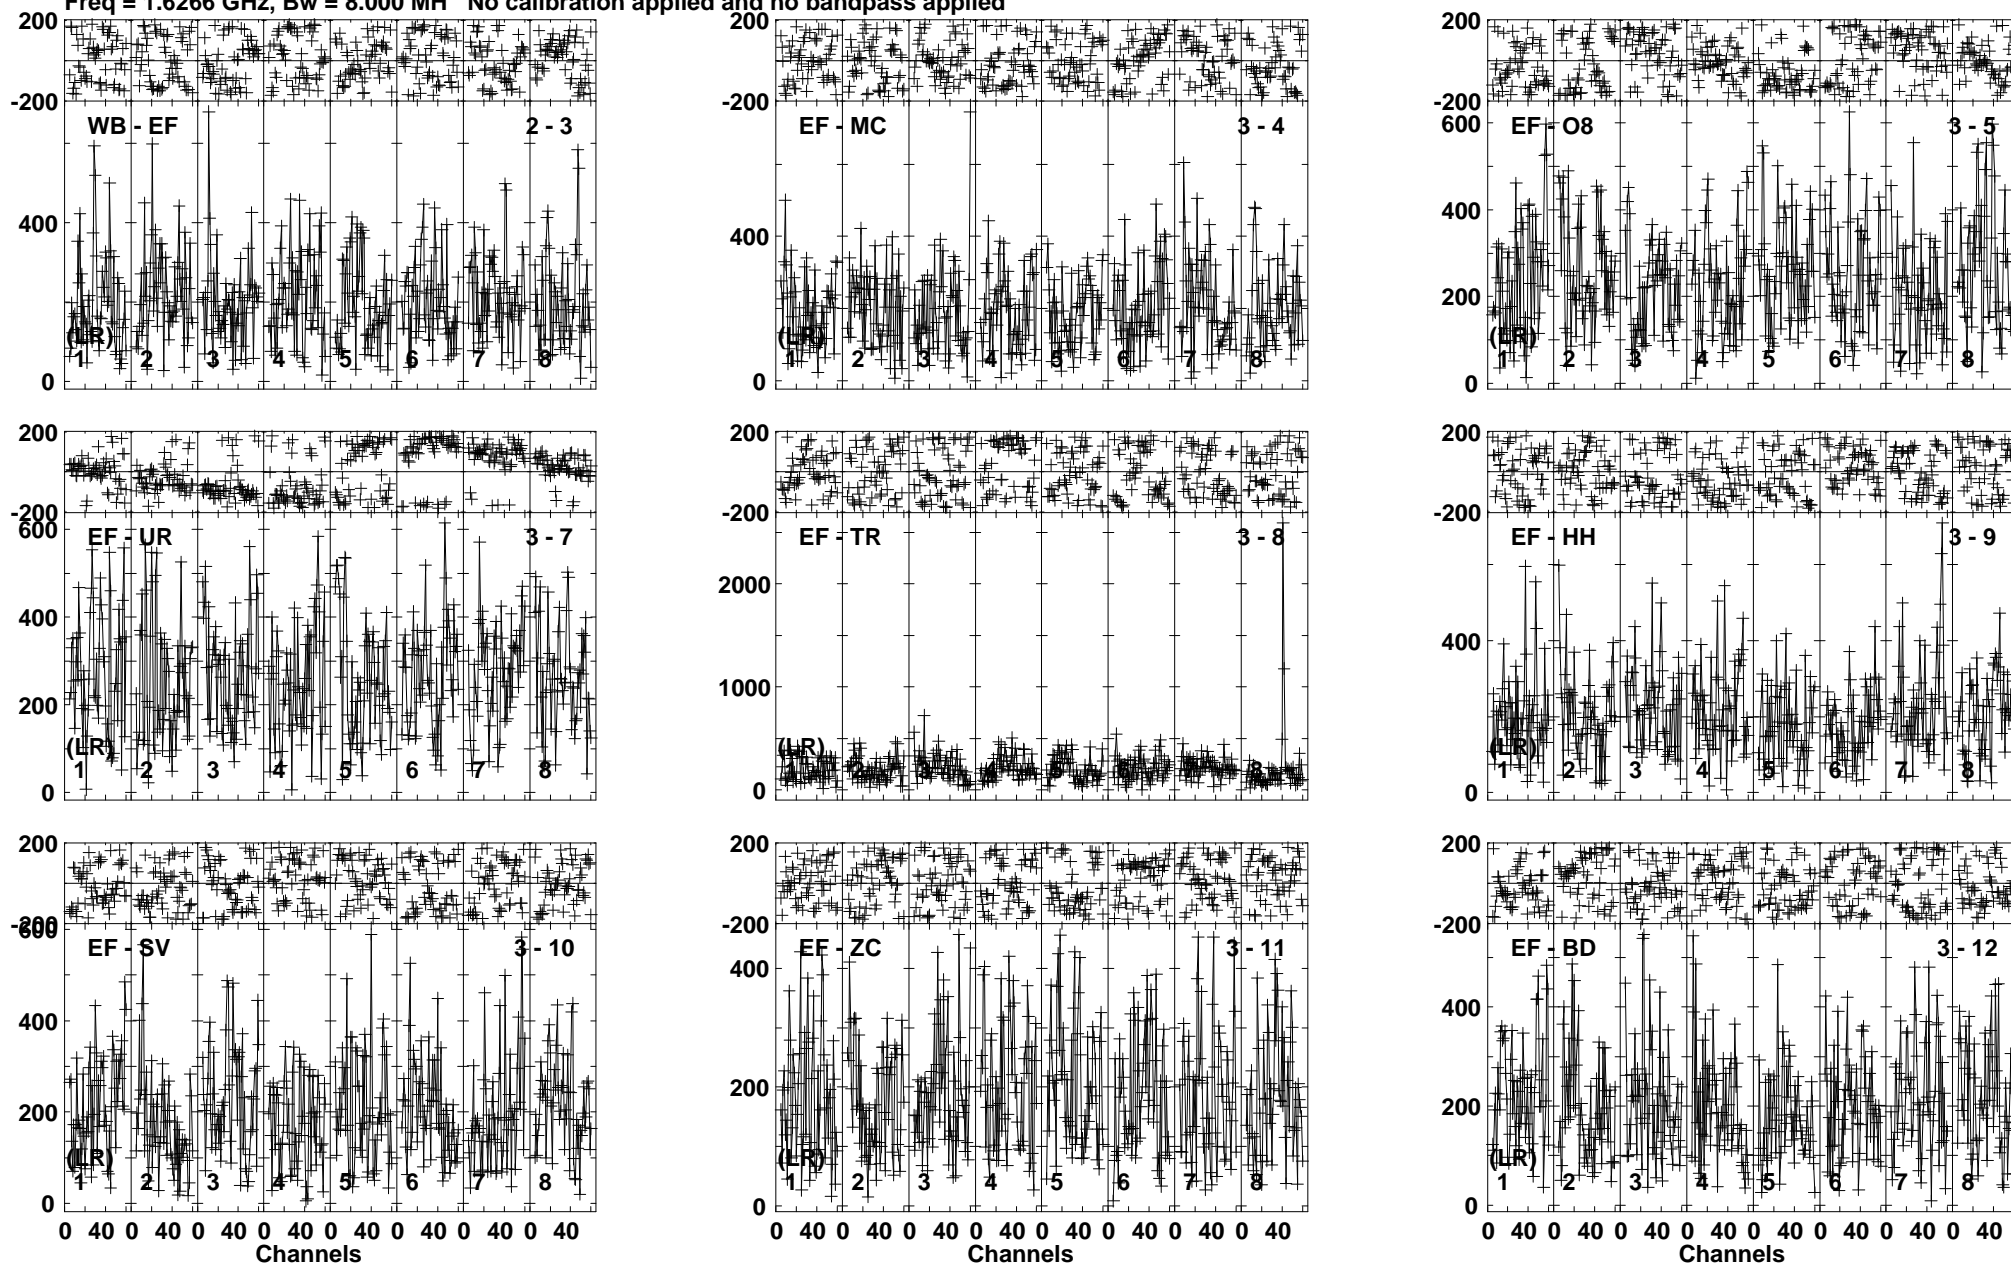 Freq = 1.6266 GHz, Bw = 8.000 MH No calibration applied and no bandpass applied
200 200 200
-200 -200 -200
WB - EF 2 - 3 EF - MC 3 - 4 600 EF - O8 3 - 5
400 400 400
200
(LR) (LR) (LR)
1 2 3 4 5 6 7 8 1 2 3 4 5 6 7 8 1 2 3 4 5 6 7 8
0 0 0
200 200 200
-200 -200 -200
600 EF - UR 3 - 7 EF - TR 3 - 8 EF - HH 3 - 9
2000
400 400
1000
200
(LR) (LR) (LR)
1 2 3 4 5 6 7 8 1 2 3 4 5 6 7 8 1 2 3 4 5 6 7 8
0 0 0
200 200 200
-200 -200 -200
600 EF - SV 3 - 10 EF - ZC 3 - 11 EF - BD 3 - 12
400 400 400
200 200 200
(LR) (LR) (LR)
1 2 3 4 5 6 7 8 1 2 3 4 5 6 7 8 1 2 3 4 5 6 7 8
0 0 0
0 40 0 40 0 40 0 40 0 40 0 40 0 40 0 40 0 40 0 40 0 40 0 40 0 40 0 40 0 40 0 40 0 40 0 40 0 40 0 40 0 40 0 40 0 40 0 40
Channels Channels Channels